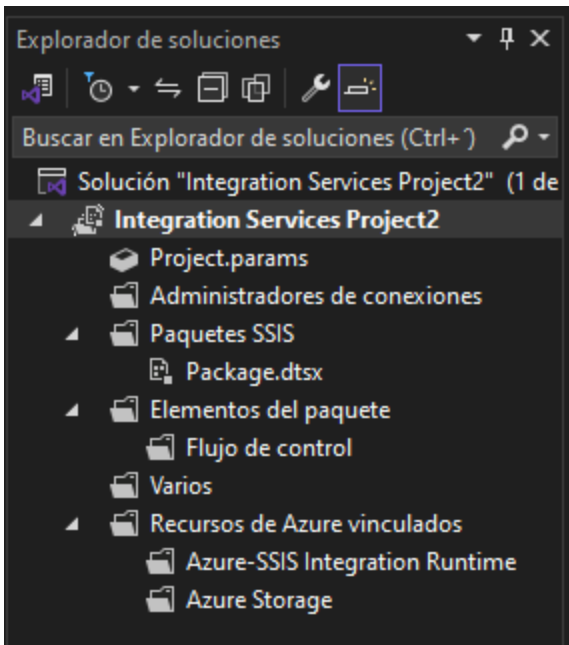 Explorador de soluciones
Buscar en Explorador de soluciones (Ctrl+´)
Solución "Integration Services Project2" (1 de
Integration Services Project2
Project.params
Administradores de conexiones
Paquetes SSIS
Package.dtsx
Elementos del paquete
Flujo de control
Varios
Recursos de Azure vinculados
Azure-SSIS Integration Runtime
Azure Storage